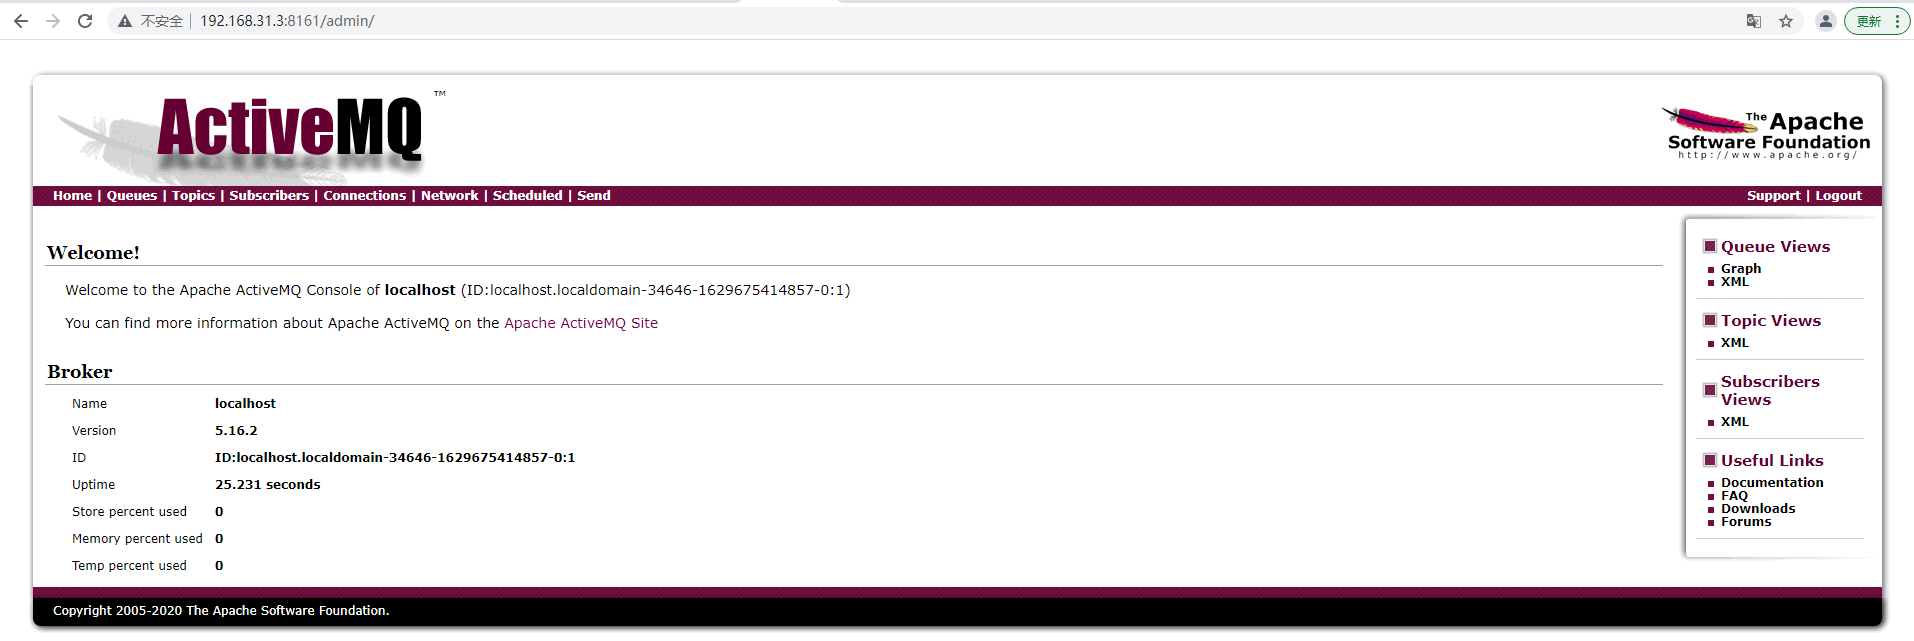 不安全 | 192.168.31.3:8161/admin/
更新
ActiveMQ ™
The Apache
Software Foundation
http://www.apache.org/
Home | Queues | Topics | Subscribers | Connections | Network | Scheduled | Send
Support | Logout
Welcome!
Welcome to the Apache ActiveMQ Console of localhost (ID:localhost.localdomain-34646-1629675414857-0:1)
You can find more information about Apache ActiveMQ on the Apache ActiveMQ Site
Broker
Name localhost
Version 5.16.2
ID ID:localhost.localdomain-34646-1629675414857-0:1
Uptime 25.231 seconds
Store percent used 0
Memory percent used 0
Temp percent used 0
Queue Views
Graph
XML
Topic Views
XML
Subscribers
Views
XML
Useful Links
Documentation
FAQ
Downloads
Forums
Copyright 2005-2020 The Apache Software Foundation.